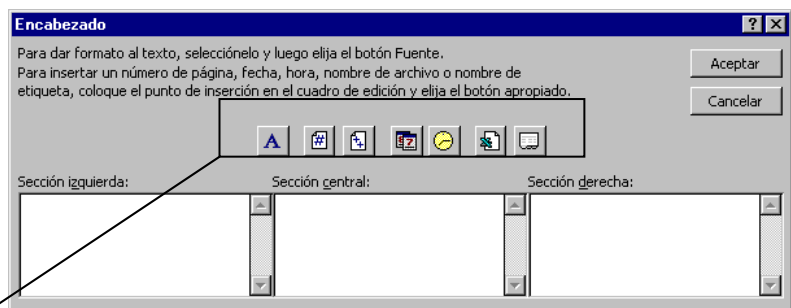 Encabezado
Para dar formato al texto, selecciónelo y luego elija el botón Fuente.
Para insertar un número de página, fecha, hora, nombre de archivo o nombre de
etiqueta, coloque el punto de inserción en el cuadro de edición y elija el botón apropiado.
Aceptar
Cancelar
A
Sección izquierda:
Sección central:
Sección derecha: